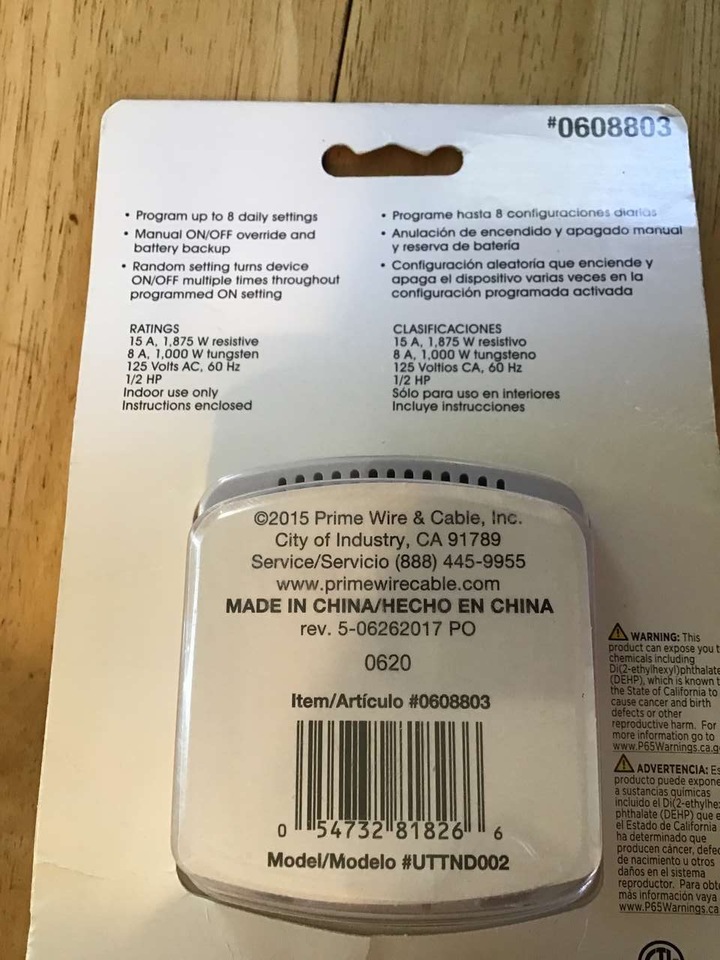 #0608803
• Program up to 8 daily settings
• Manual ON/OFF override and
battery backup
• Random setting turns device
ON/OFF multiple times throughout
programmed ON setting
RATINGS
15 A, 1,875 W resistive
8 A, 1,000 W tungsten
125 Volts AC, 60 Hz
1/2 HP
Indoor use only
Instructions enclosed
• Programe hasta 8 configuraciones diarias
• Anulación de encendido y apagado manual
y reserva de batería
• Configuración aleatoría que enciende y
apaga el dispositivo varias veces en la
configuración programada activada
CLASIFICACIONES
15 A, 1,875 W resistivo
8 A, 1,000 W tungsteno
125 Voltios CA, 60 Hz
1/2 HP
Sólo para uso en interiores
Incluye instrucciones
©2015 Prime Wire & Cable, Inc.
City of Industry, CA 91789
Service/Servicio (888) 445-9955
www.primewirecable.com
MADE IN CHINA/HECHO EN CHINA
rev. 5-06262017 PO
0620
Item/Artículo #0608803
0 54732 81826 6
Model/Modelo #UTTND002
WARNING: This
product can expose you
chemicals including
Di(2-ethylhexyl)phthalate
(DEHP), which is known
the State of California to
cause cancer and birth
defects or other
reproductive harm. For
more information go to
www.P65Warnings.ca.g
ADVERTENCIA:
producto puede
a sustancias químicas
incluido el
phthalate (DEHP) que
el Estado de California
ha determinado que
producen cáncer,
de nacimiento u otros
daños en el sistema
reproductor. Para
más información vaya
www.P65Warnings.ca